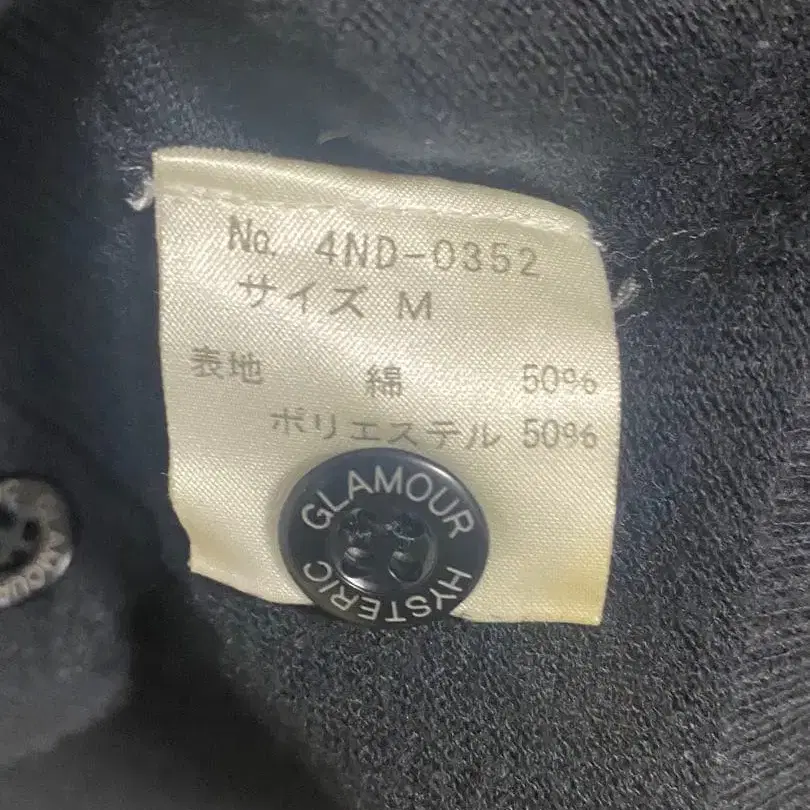 No. 4ND-0352
サイズ M
表地 綿 50%
ポリエステル 50%
GLAMOUR HYSTERIC
GLAMOUR